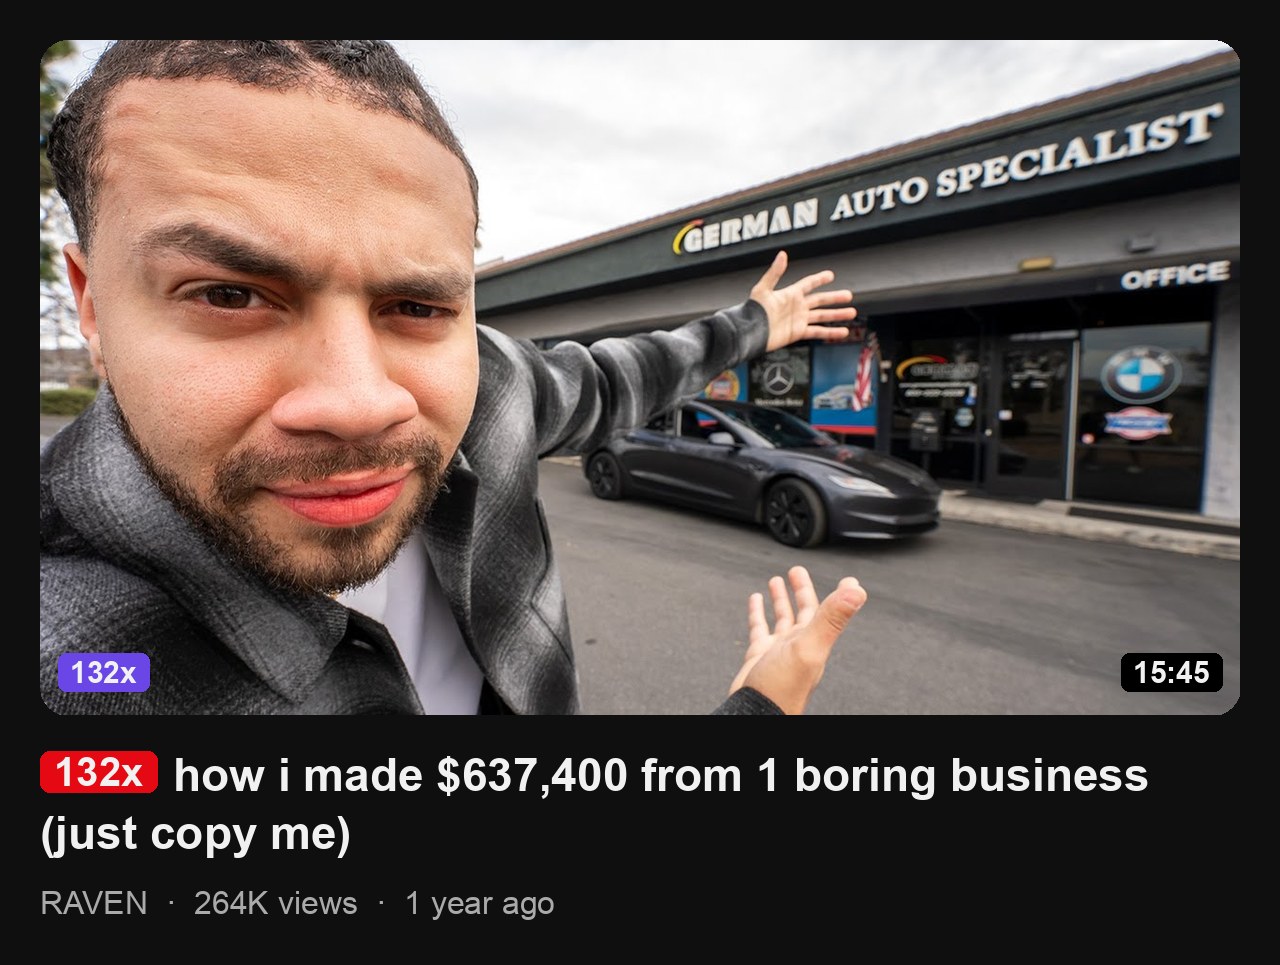 GERMAN AUTO SPECIALIST
OFFICE
132x
15:45
132x how i made $637,400 from 1 boring business
(just copy me)
RAVEN · 264K views · 1 year ago